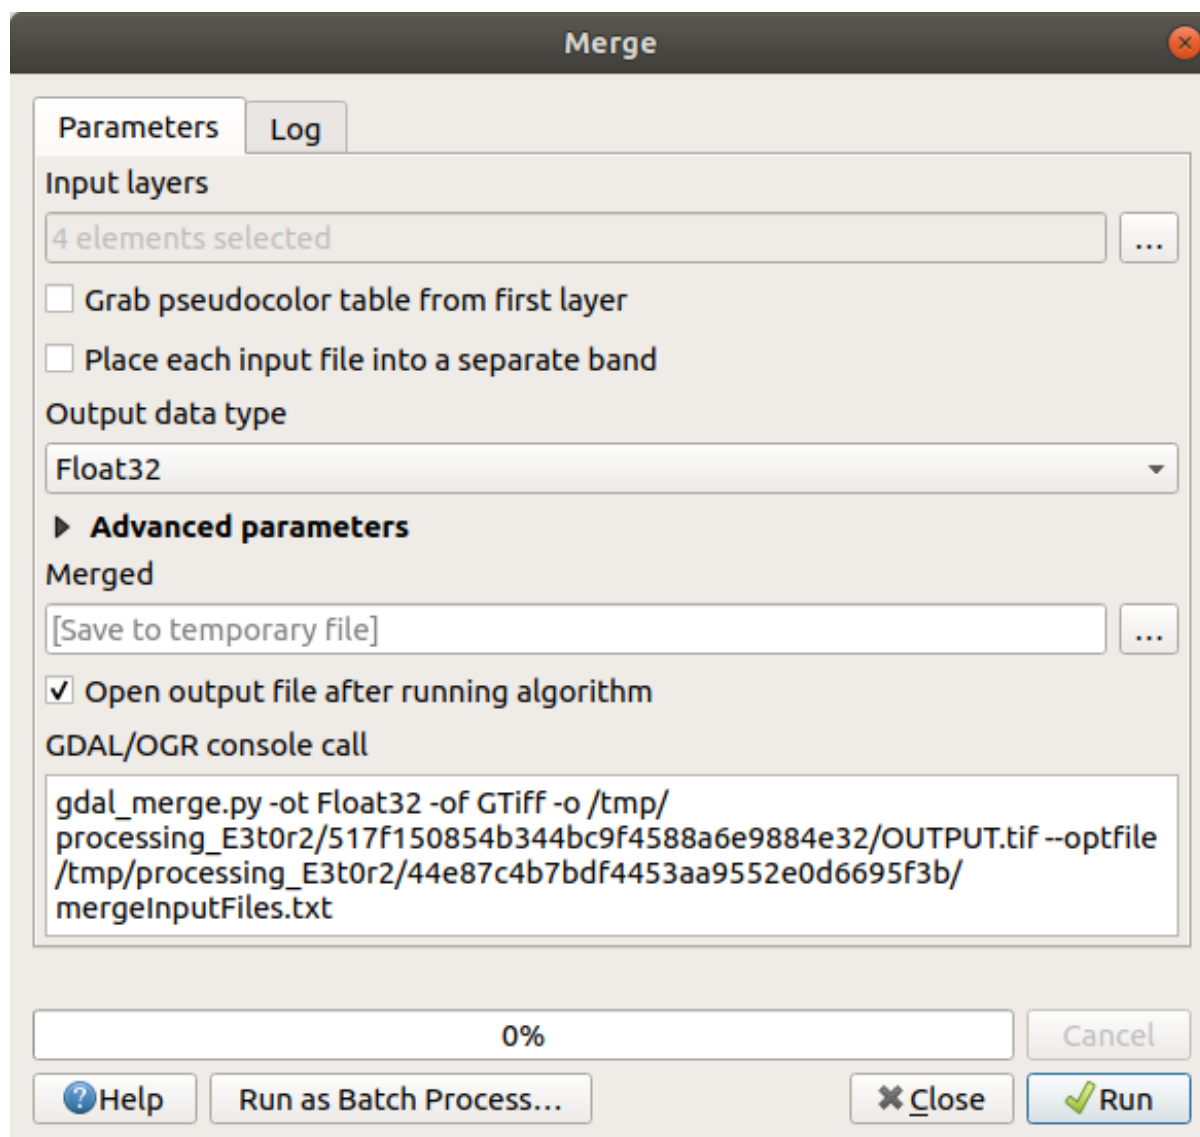 Merge
Parameters
Log
Input layers
4 elements selected
...
Grab pseudocolor table from first layer
Place each input file into a separate band
Output data type
Float32
Advanced parameters
Merged
[Save to temporary file]
...
Open output file after running algorithm
GDAL/OGR console call
gdal_merge.py -ot Float32 -of GTiff -o /tmp/
processing_E3t0r2/517f150854b344bc9f4588a6e9884e32/OUTPUT.tif --optfile
/tmp/processing_E3t0r2/44e87c4b7bdf4453aa9552e0d6695f3b/
mergeInputFiles.txt
0%
Cancel
Help
Run as Batch Process...
Close
Run